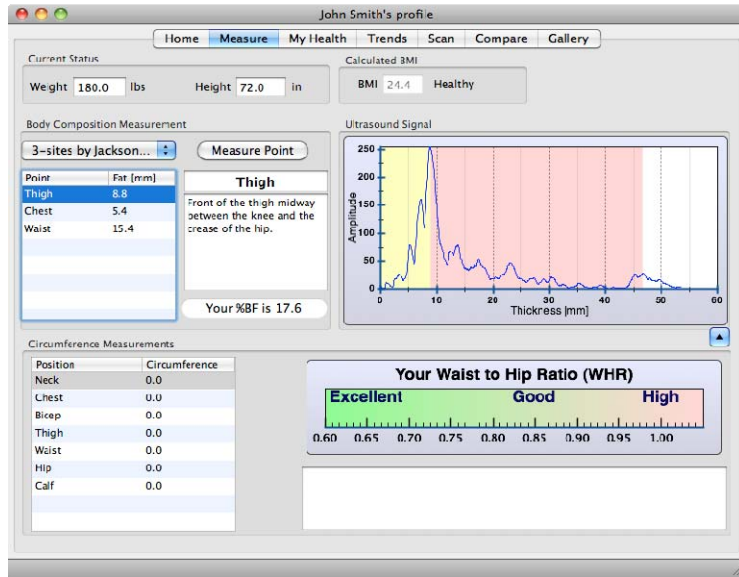 John Smith's profile
Home Measure My Health Trends Scan Compare Gallery
Current Status
Weight 180.0 lbs Height 72.0 in
Calculated BMI
BMI 24.4 Healthy
Body Composition Measurement
3-sites by Jackson... Measure Point
Point Fat [mm]
Thigh 8.8
Chest 5.4
Waist 15.4
Thigh
Front of the thigh midway
between the knee and the
crease of the hip.
Your %BF is 17.6
Ultrasound Signal
250
200
150
100
50
0
Amplitude
0 10 20 30 40 50 60
Thickness [mm]
Circumference Measurements
Position Circumference
Neck 0.0
Chest 0.0
Bicep 0.0
Thigh 0.0
Waist 0.0
Hip 0.0
Calf 0.0
Your Waist to Hip Ratio (WHR)
Excellent Good High
0.60 0.65 0.70 0.75 0.80 0.85 0.90 0.95 1.00